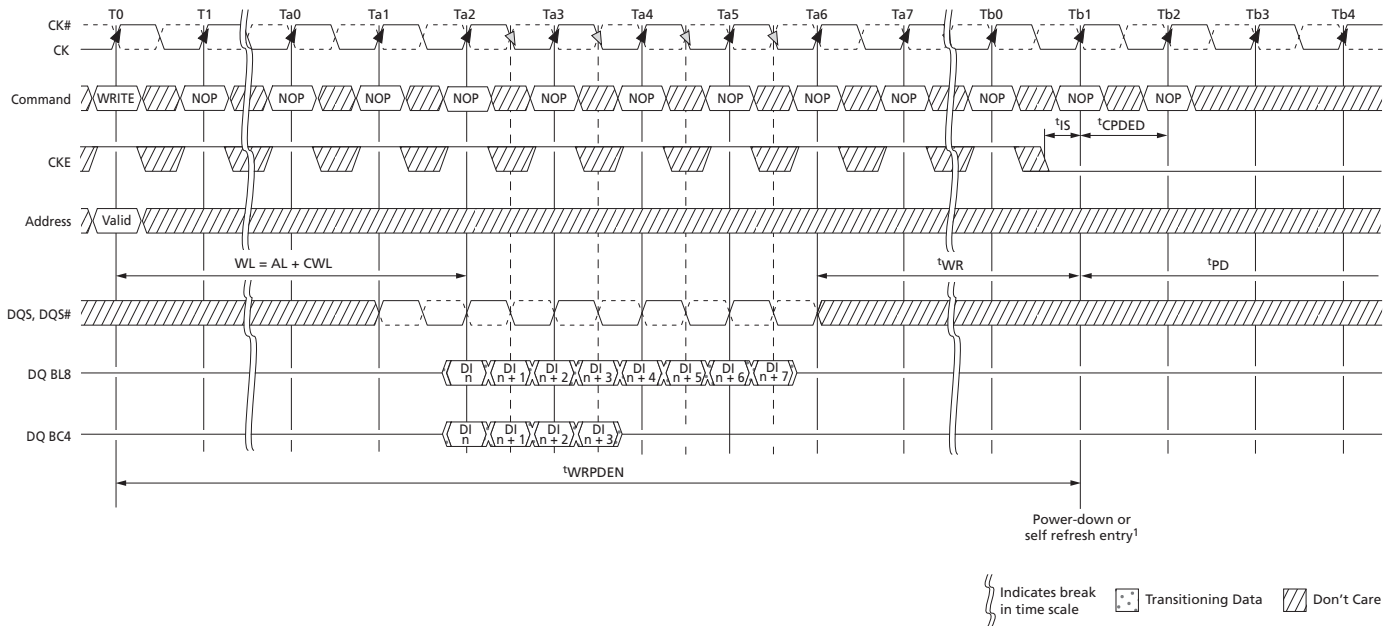 T0 T1 Ta0 Ta1 Ta2 Ta3 Ta4 Ta5 Ta6 Ta7 Tb0 Tb1 Tb2 Tb3 Tb4
CK#
CK
Command WRITE NOP NOP NOP NOP NOP NOP NOP NOP NOP NOP NOP NOP
tIS tCPDED
CKE
Address Valid
WL = AL + CWL tWR tPD
DQS, DQS#
DQ BL8 DI n DI n + 1 DI n + 2 DI n + 3 DI n + 4 DI n + 5 DI n + 6 DI n + 7
DQ BC4 DI n DI n + 1 DI n + 2 DI n + 3
tWRPDEN
Power-down or
self refresh entry1
Indicates break
in time scale
Transitioning Data
Don't Care